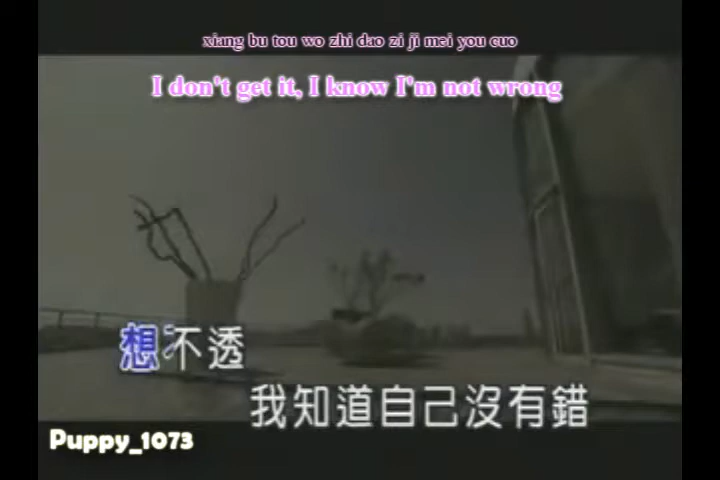 xiang bu tou wo zhi dao zi ji mei you cuo
I don't get it, I know I'm not wrong
想不透
我知道自己沒有錯
Puppy_1073